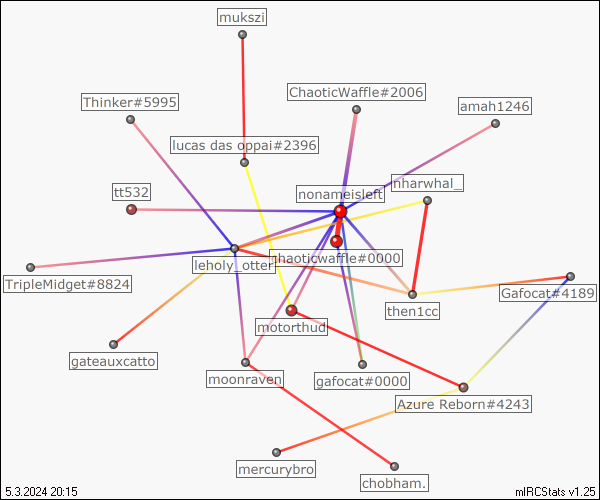 mukszi
Thinker#5995
ChaoticWaffle#2006
amah1246
lucas das oppai#2396
tt532
nonameisleft
nharwhal_
leholy_otter
chaoticwaffle#0000
TripleMidget#8824
Gafocat#4189
motorthud
then1cc
gateauxcatto
moonraven
gafocat#0000
Azure Reborn#4243
mercurybro
chobham.
5.3.2024 20:15
mIRCStats v1.25